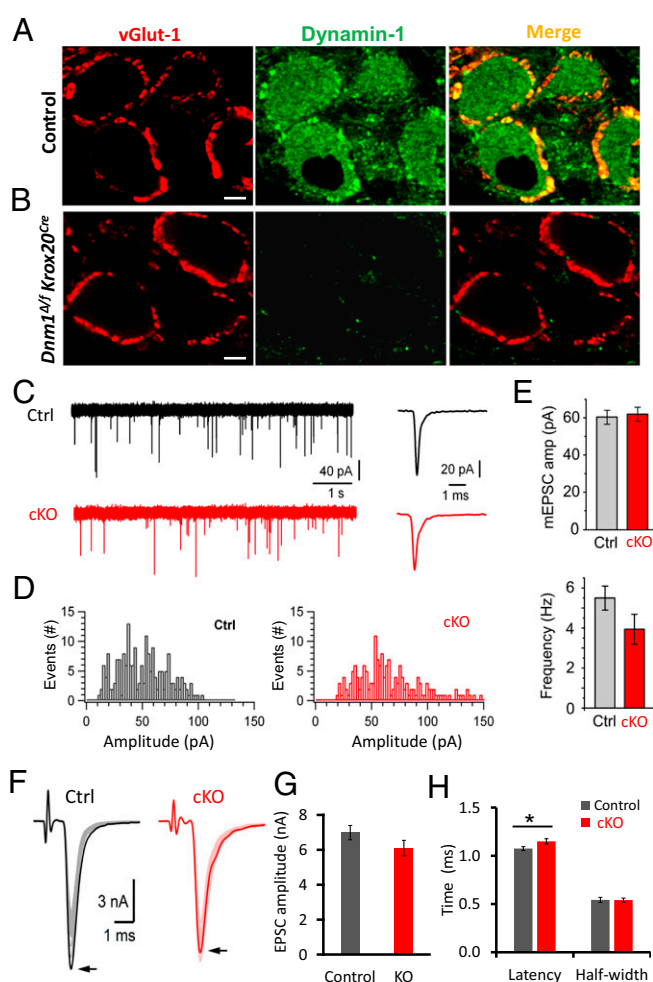 A
vGlut-1 Dynamin-1 Merge
Control
B
Dnm1Δ/f Krox20Cre
C
Ctrl
40 pA
1 s
20 pA
1 ms
cKO
D
Events (#)
15
10
5
0
Ctrl
0 50 100 150
Amplitude (pA)
Events (#)
15
10
5
0
cKO
0 50 100 150
Amplitude (pA)
E
mEPSC amp (pA)
60
40
20
0
Ctrl cKO
Frequency (Hz)
6
4
2
0
Ctrl cKO
F
Ctrl
cKO
3 nA
1 ms
G
EPSC amplitude (nA)
8
6
4
2
0
Control KO
H
Control
cKO
*
Time (ms)
1.5
1.0
0.5
0.0
Latency Half-width